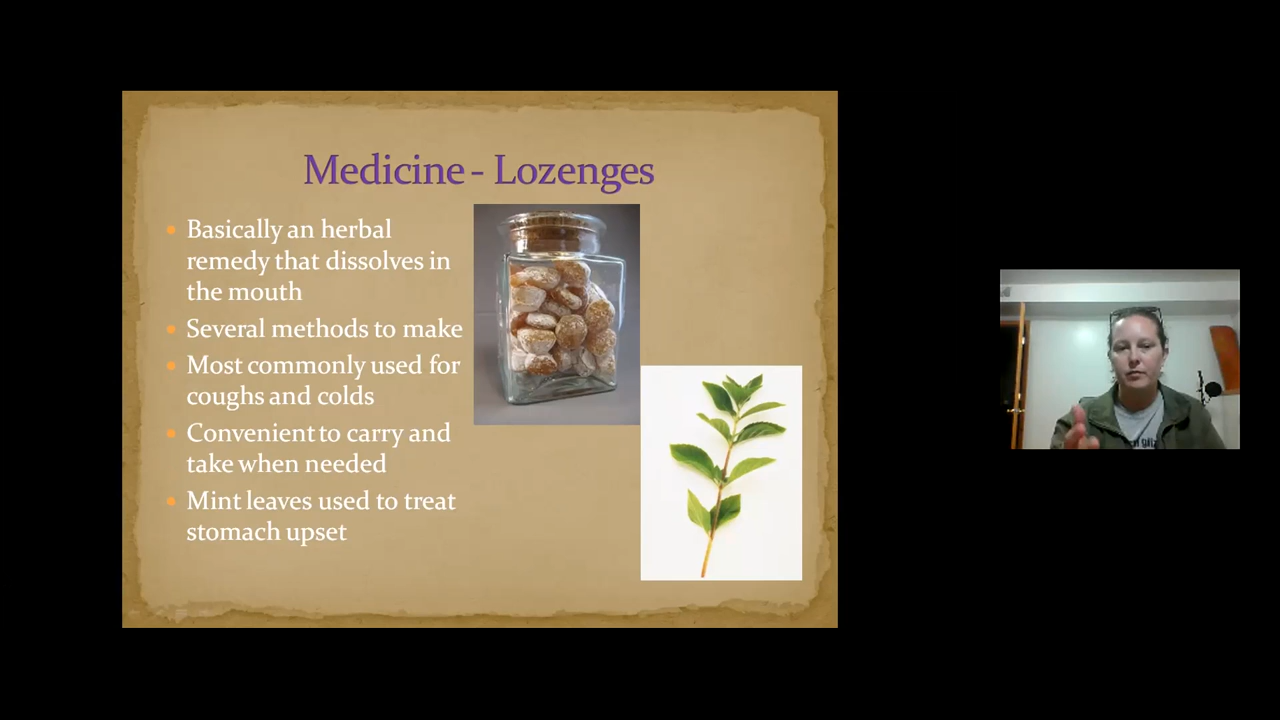 Medicine - Lozenges
Basically an herbal
remedy that dissolves in
the mouth
Several methods to make
Most commonly used for
coughs and colds
Convenient to carry and
take when needed
Mint leaves used to treat
stomach upset